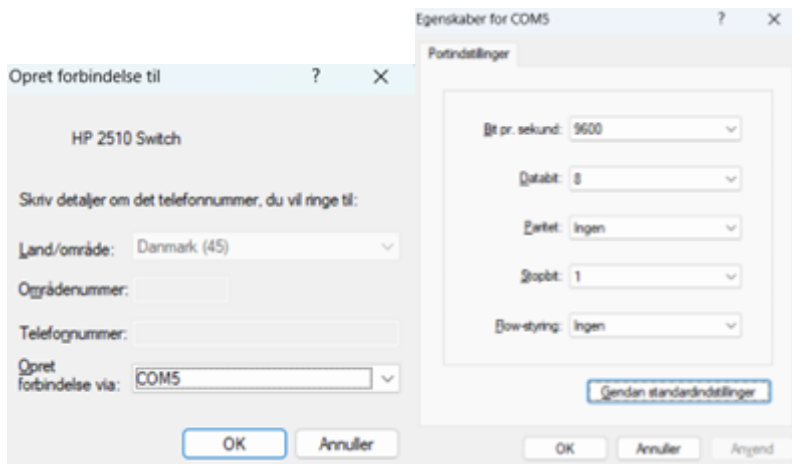 Opret forbindelse til ? X
HP 2510 Switch
Skriv detaljer om det telefonnummer, du vil ringe til:
Land/område: Danmark (45)
Områdenummer:
Telefonnummer:
Opret
forbindelse via: COM5
OK Annuller
Egenskaber for COM5 ? X
Portindstillinger
Bit pr. sekund: 9600
Databit: 8
Paritet: Ingen
Stopbit: 1
Flow-styring: Ingen
Gendan standardindstillinger
OK Annuller Anvend